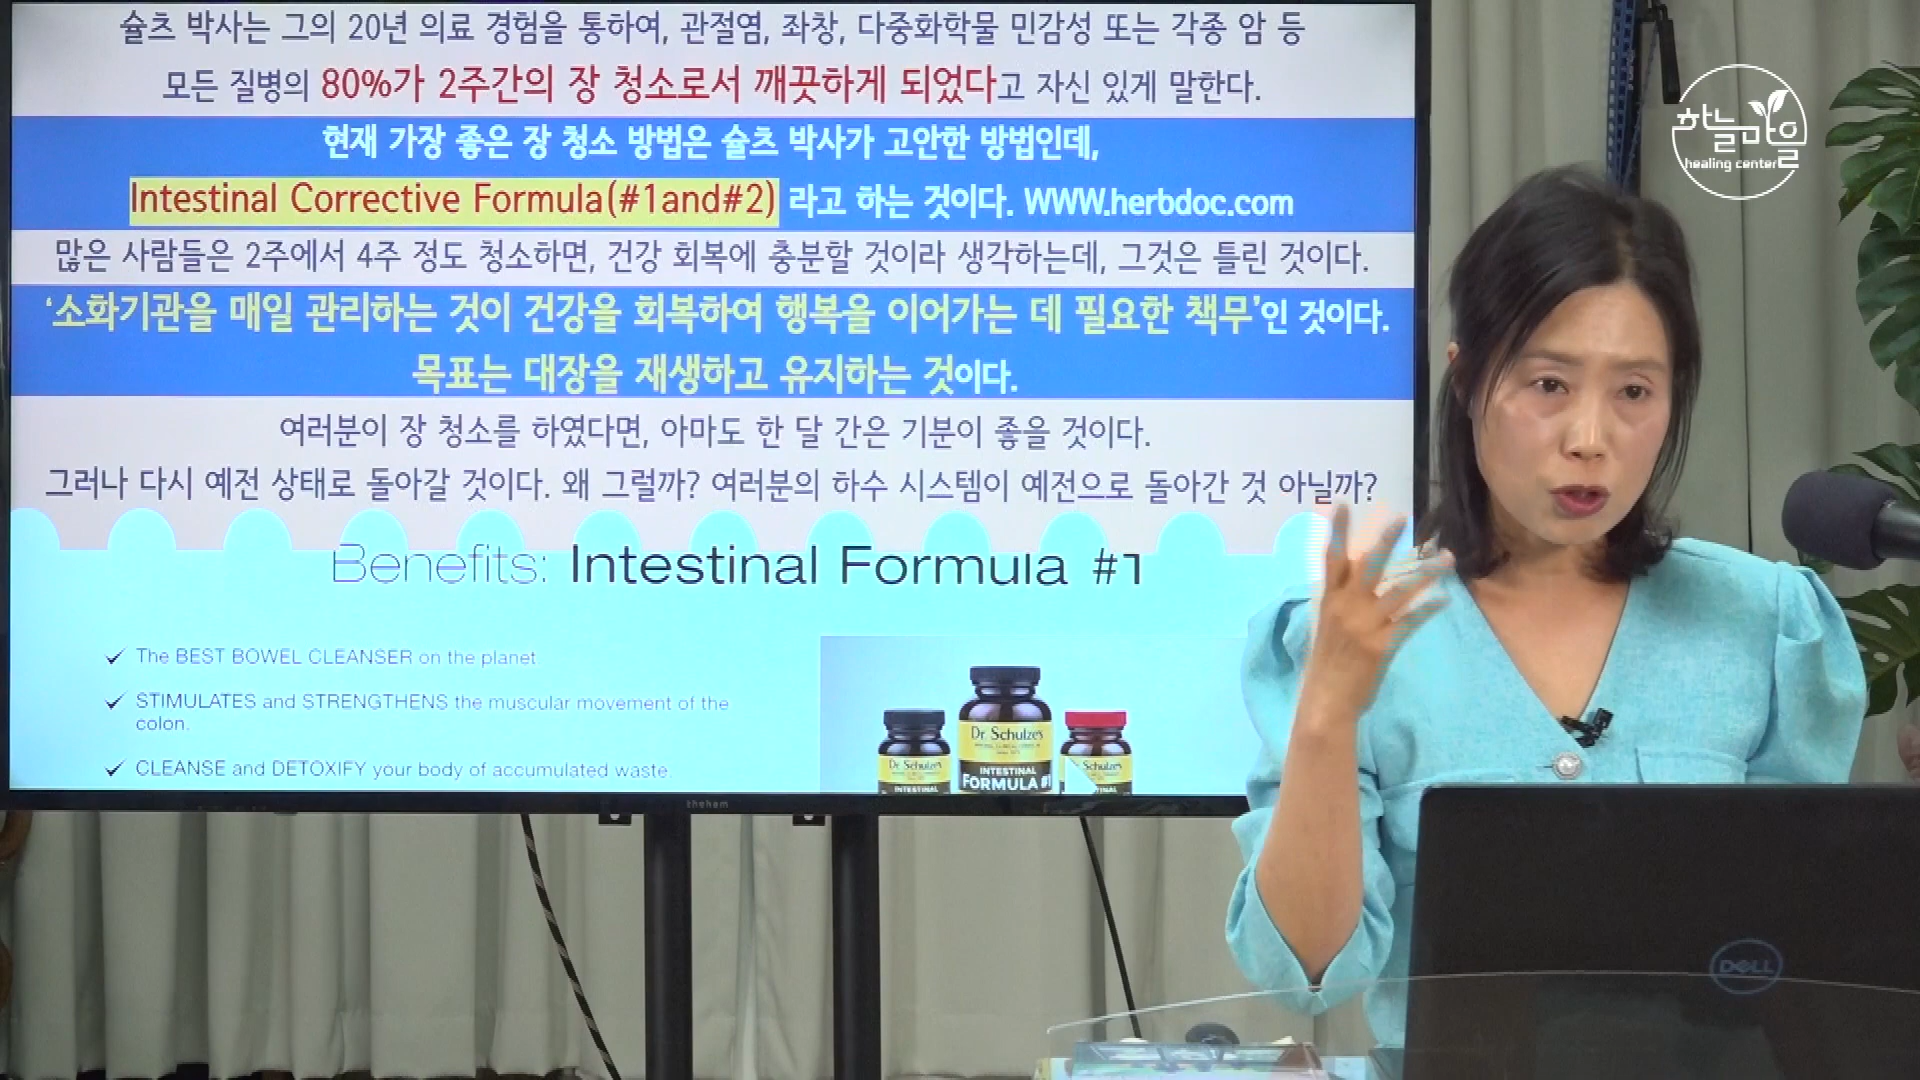 슐츠 박사는 그의 20년 의료 경험을 통하여, 관절염, 좌창, 다중화학물 민감성 또는 각종 암 등
모든 질병의 80%가 2주간의 장 청소로서 깨끗하게 되었다고 자신 있게 말한다.
현재 가장 좋은 장 청소 방법은 슐츠 박사가 고안한 방법인데,
Intestinal Corrective Formula(#1and#2) 라고 하는 것이다. WWW.herbdoc.com
많은 사람들은 2주에서 4주 정도 청소하면, 건강 회복에 충분할 것이라 생각하는데, 그것은 틀린 것이다.
‘소화기관을 매일 관리하는 것이 건강을 회복하여 행복을 이어가는 데 필요한 책무’인 것이다.
목표는 대장을 재생하고 유지하는 것이다.
여러분이 장 청소를 하였다면, 아마도 한 달 간은 기분이 좋을 것이다.
그러나 다시 예전 상태로 돌아갈 것이다. 왜 그럴까? 여러분의 하수 시스템이 예전으로 돌아간 것 아닐까?
Benefits: Intestinal Formula #1
The BEST BOWEL CLEANSER on the planet.
STIMULATES and STRENGTHENS the muscular movement of the
colon.
CLEANSE and DETOXIFY your body of accumulated waste.
Dr. Schulze's
INTESTINAL
Dr. Schulze's
INTESTINAL
FORMULA #1
Schulze's
하늘마을
healing center
DELL
theham